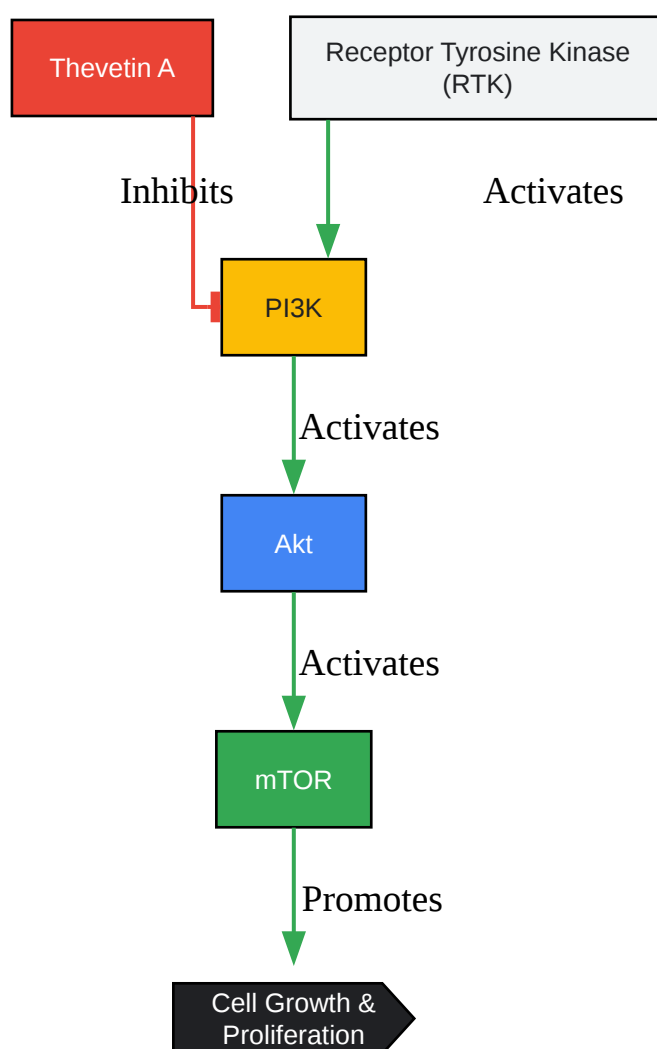 Thevetin A
Receptor Tyrosine Kinase
(RTK)
Inhibits
Activates
PI3K
Activates
Akt
Activates
mTOR
Promotes
Cell Growth &
Proliferation